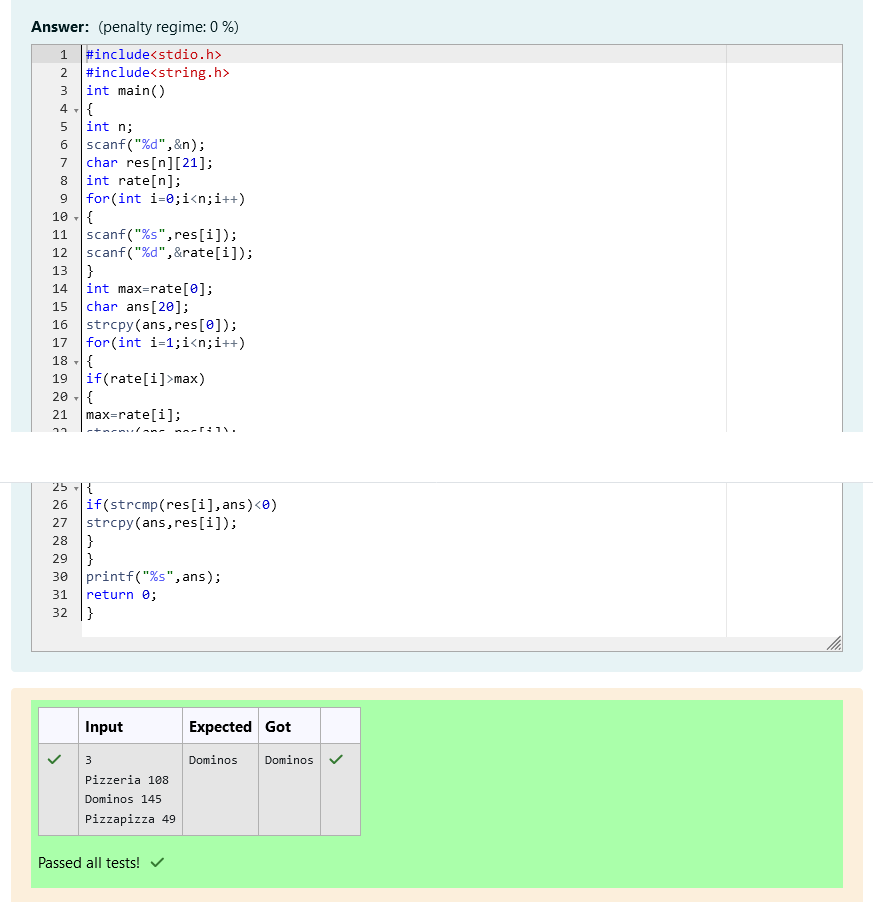 Answer: (penalty regime: 0 %)
1 #include<stdio.h>
2 #include<string.h>
3 int main()
4 {
5 int n;
6 scanf("%d",&n);
7 char res[n][21];
8 int rate[n];
9 for(int i=0;i<n;i++)
10 {
11 scanf("%s",res[i]);
12 scanf("%d",&rate[i]);
13 }
14 int max=rate[0];
15 char ans[20];
16 strcpy(ans,res[0]);
17 for(int i=1;i<n;i++)
18 {
19 if(rate[i]>max)
20 {
21 max=rate[i];
25 {
26 if(strcmp(res[i],ans)<0)
27 strcpy(ans,res[i]);
28 }
29 }
30 printf("%s",ans);
31 return 0;
32 }
Input Expected Got
3 Dominos Dominos
Pizzeria 108
Dominos 145
Pizzapizza 49
Passed all tests!